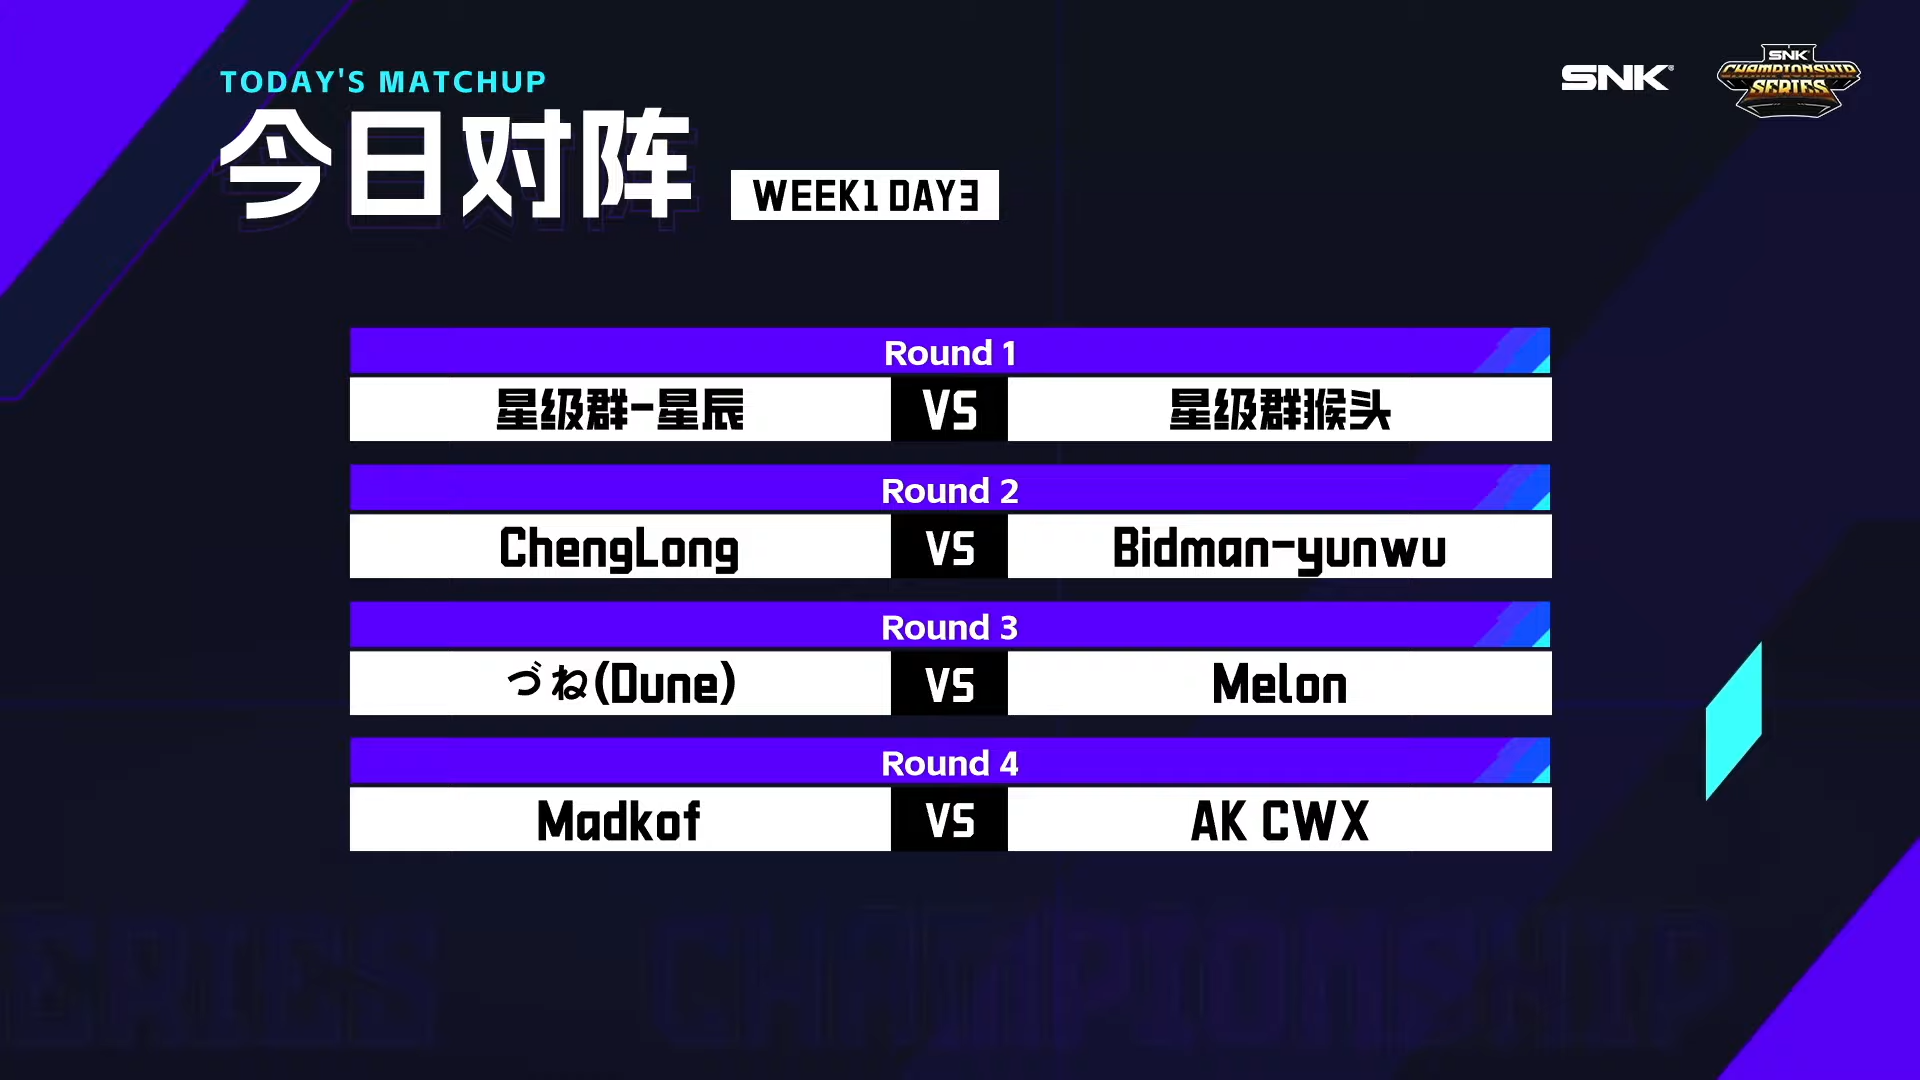 TODAY'S MATCHUP
今日对阵
WEEK1 DAY3
SNK
SNK
CHAMPIONSHIP
SERIES
Round 1
星级群-星辰 VS 星级群猴头
Round 2
ChengLong VS Bidman-yunwu
Round 3
づね(Dune) VS Melon
Round 4
Madkof VS AK CWX
ERIES CHAMPIONSHIP